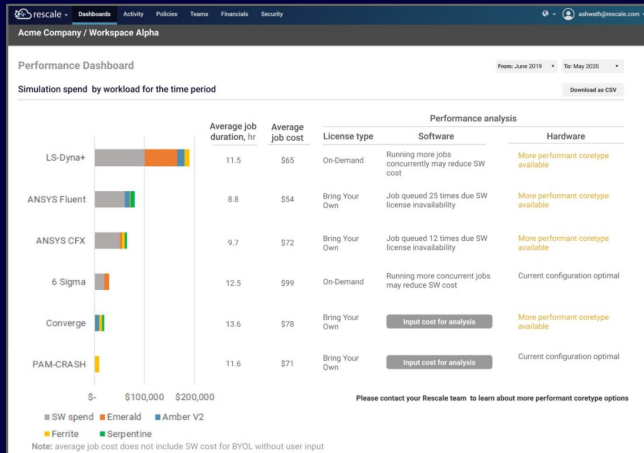 rescale
Dashboards Activity Policies Teams Financials Security
ashwath@rescale.com
Acme Company / Workspace Alpha
Performance Dashboard
From: June 2019 To: May 2020
Simulation spend by workload for the time period
Download as CSV
Performance analysis
Average job duration, hr Average job cost License type Software Hardware
LS-Dyna+ 11.5 $65 On-Demand Running more jobs concurrently may reduce SW cost More performant coretype available
ANSYS Fluent 8.8 $54 Bring Your Own Job queued 25 times due SW license inavailability More performant coretype available
ANSYS CFX 9.7 $72 Bring Your Own Job queued 12 times due SW license inavailability More performant coretype available
6 Sigma 12.5 $99 On-Demand Running more concurrent jobs may reduce SW cost Current configuration optimal
Converge 13.6 $78 Bring Your Own Input cost for analysis More performant coretype available
PAM-CRASH 11.6 $71 Bring Your Own Input cost for analysis Current configuration optimal
$- $100,000 $200,000
Please contact your Rescale team to learn about more performant coretype options
SW spend Emerald Amber V2
Ferrite Serpentine
Note: average job cost does not include SW cost for BYOL without user input